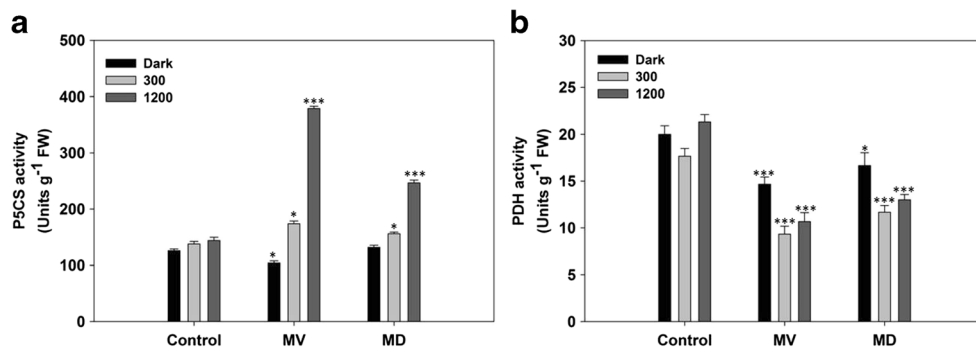 a
P5CS activity
(Units g⁻¹ FW)
500
400
300
200
100
0
Dark
300
1200
*
*
***
*
***
Control MV MD
b
PDH activity
(Units g⁻¹ FW)
30
25
20
15
10
5
0
Dark
300
1200
***
***
***
*
***
***
Control MV MD